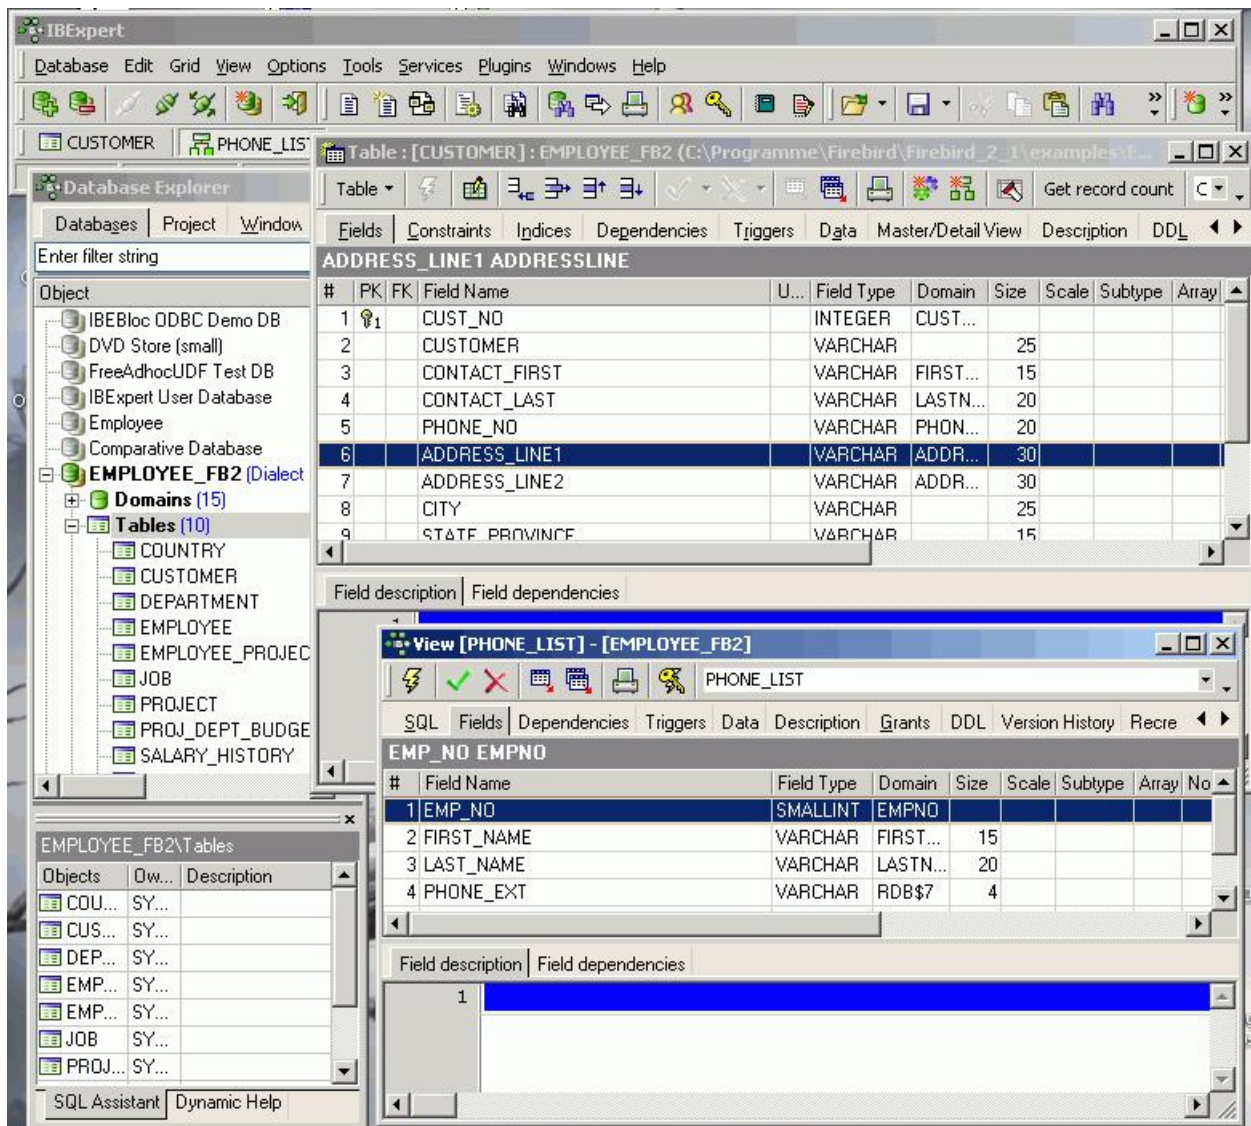 IBExpert
Database Edit Grid View Options Tools Services Plugins Windows Help
CUSTOMER PHONE_LIS
Database Explorer
Databases Project Window
Enter filter string
Object
IBEBloc ODBC Demo DB
DVD Store (small)
FreeAdhocUDF Test DB
IBExpert User Database
Employee
Comparative Database
EMPLOYEE_FB2 (Dialect
Domains (15)
Tables (10)
COUNTRY
CUSTOMER
DEPARTMENT
EMPLOYEE
EMPLOYEE_PROJEC
JOB
PROJECT
PROJ_DEPT_BUDGE
SALARY_HISTORY
EMPLOYEE_FB2\Tables
Objects Ow... Description
COU... SY...
CUS... SY...
DEP... SY...
EMP... SY...
EMP... SY...
JOB SY...
PROJ... SY...
SQL Assistant Dynamic Help
Table : [CUSTOMER] : EMPLOYEE_FB2 (C:\Programme\Firebird\Firebird_2_1\examples\E...
Table Get record count C
Fields Constraints Indices Dependencies Triggers Data Master/Detail View Description DDL
ADDRESS_LINE1 ADDRESSLINE
# PK FK Field Name U... Field Type Domain Size Scale Subtype Array
1 1 CUST_NO INTEGER CUST...
2 CUSTOMER VARCHAR 25
3 CONTACT_FIRST VARCHAR FIRST... 15
4 CONTACT_LAST VARCHAR LASTN... 20
5 PHONE_NO VARCHAR PHON... 20
6 ADDRESS_LINE1 VARCHAR ADDR... 30
7 ADDRESS_LINE2 VARCHAR ADDR... 30
8 CITY VARCHAR 25
9 STATE_PROVINCE VARCHAR 15
Field description Field dependencies
View [PHONE_LIST] - [EMPLOYEE_FB2]
PHONE_LIST
SQL Fields Dependencies Triggers Data Description Grants DDL Version History Recre
EMP_NO EMPNO
# Field Name Field Type Domain Size Scale Subtype Array No
1 EMP_NO SMALLINT EMPNO
2 FIRST_NAME VARCHAR FIRST... 15
3 LAST_NAME VARCHAR LASTN... 20
4 PHONE_EXT VARCHAR RDB$7 4
Field description Field dependencies
1